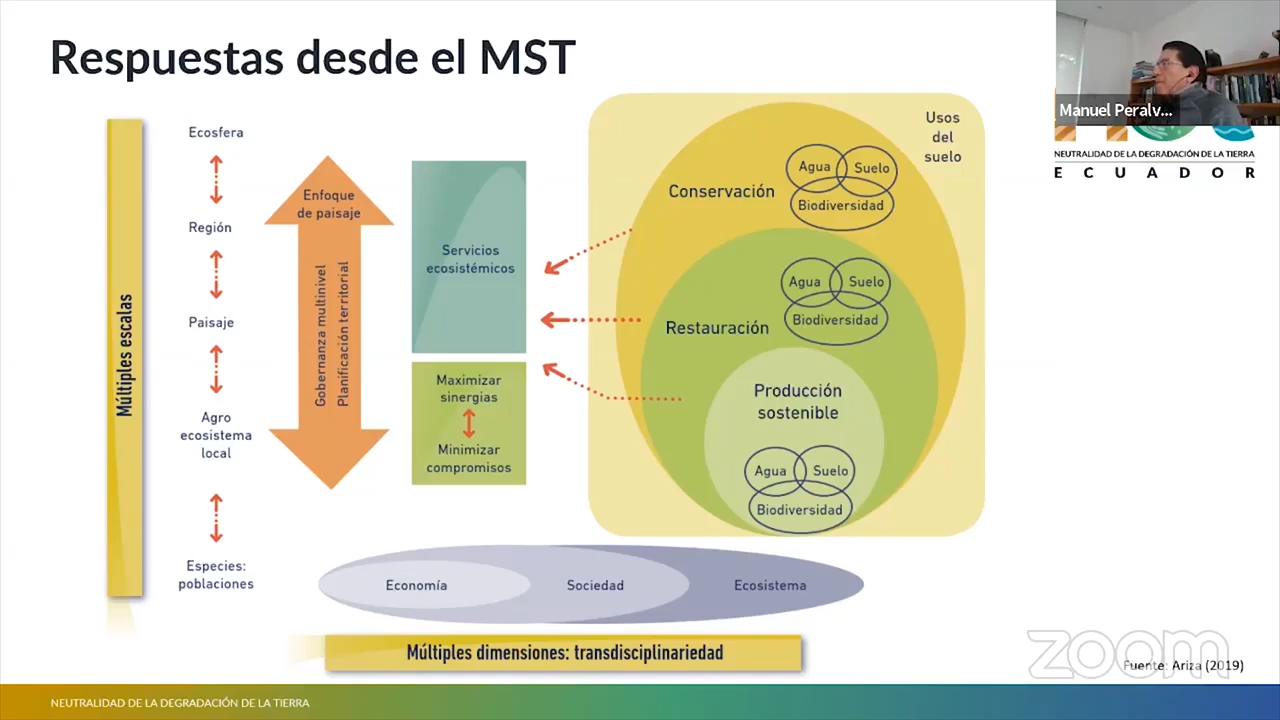 Respuestas desde el MST
Manuel Peralv...
NEUTRALIDAD DE LA DEGRADACIÓN DE LA TIERRA
ECUADOR
Múltiples escalas
Ecosfera
Región
Paisaje
Agro
ecosistema
local
Especies:
poblaciones
Enfoque
de paisaje
Gobernanza multinivel
Planificación territorial
Servicios
ecosistémicos
Maximizar
sinergias
Minimizar
compromisos
Usos
del
suelo
Conservación
Agua
Suelo
Biodiversidad
Restauración
Agua
Suelo
Biodiversidad
Producción
sostenible
Agua
Suelo
Biodiversidad
Economía
Sociedad
Ecosistema
Múltiples dimensiones: transdisciplinariedad
zoom
Fuente: Ariza (2019)
NEUTRALIDAD DE LA DEGRADACIÓN DE LA TIERRA